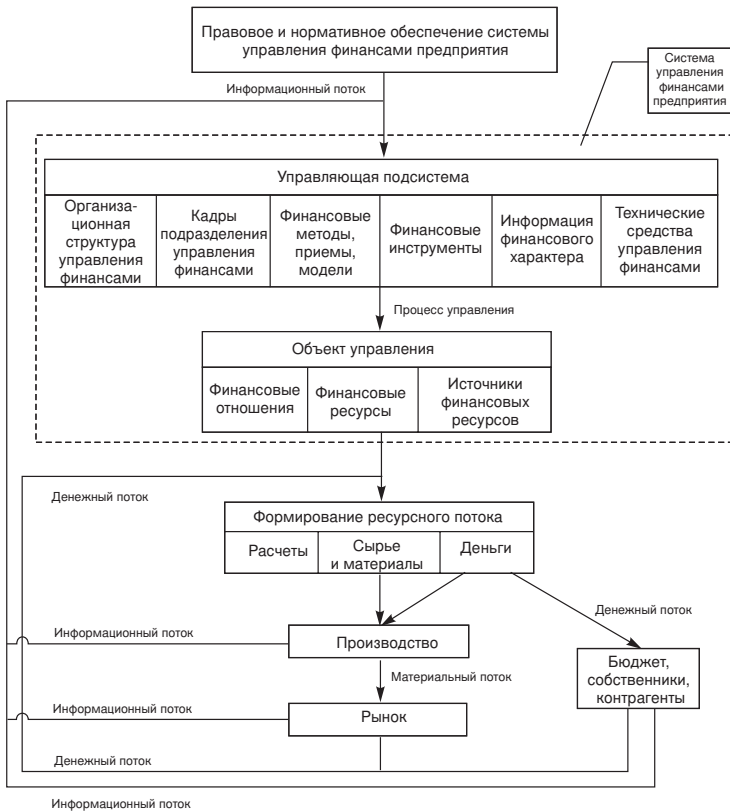 Правовое и нормативное обеспечение системы
управления финансами предприятия
Система
управления
финансами
предприятия
Информационный поток
Управляющая подсистема
Организа-
ционная
структура
управления
финансами
Кадры
подразделения
управления
финансами
Финансовые
методы,
приемы,
модели
Финансовые
инструменты
Информация
финансового
характера
Технические
средства
управления
финансами
Процесс управления
Объект управления
Финансовые
отношения
Финансовые
ресурсы
Источники
финансовых
ресурсов
Денежный поток
Формирование ресурсного потока
Расчеты
Сырье
и материалы
Деньги
Денежный поток
Информационный поток
Производство
Бюджет,
собственники,
контрагенты
Материальный поток
Информационный поток
Рынок
Денежный поток
Информационный поток